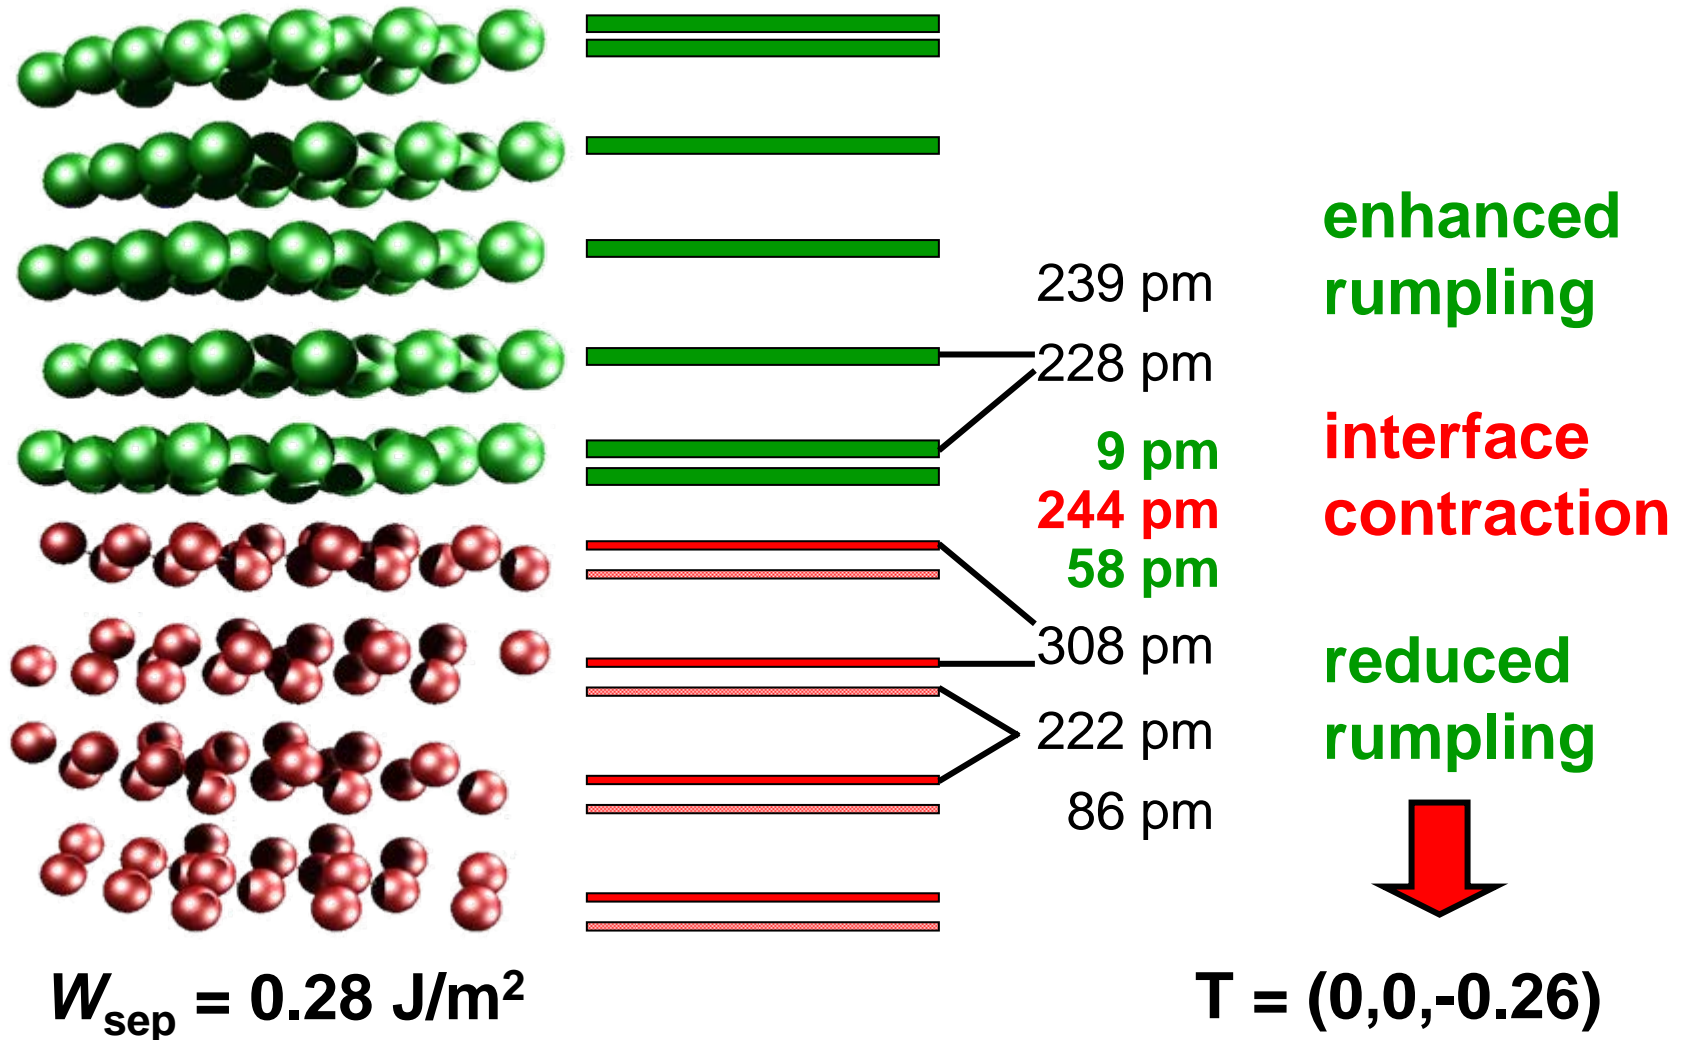 239 pm
228 pm
9 pm
244 pm
58 pm
308 pm
222 pm
86 pm
enhanced
rumpling
interface
contraction
reduced
rumpling
Wsep = 0.28 J/m²
T = (0,0,-0.26)